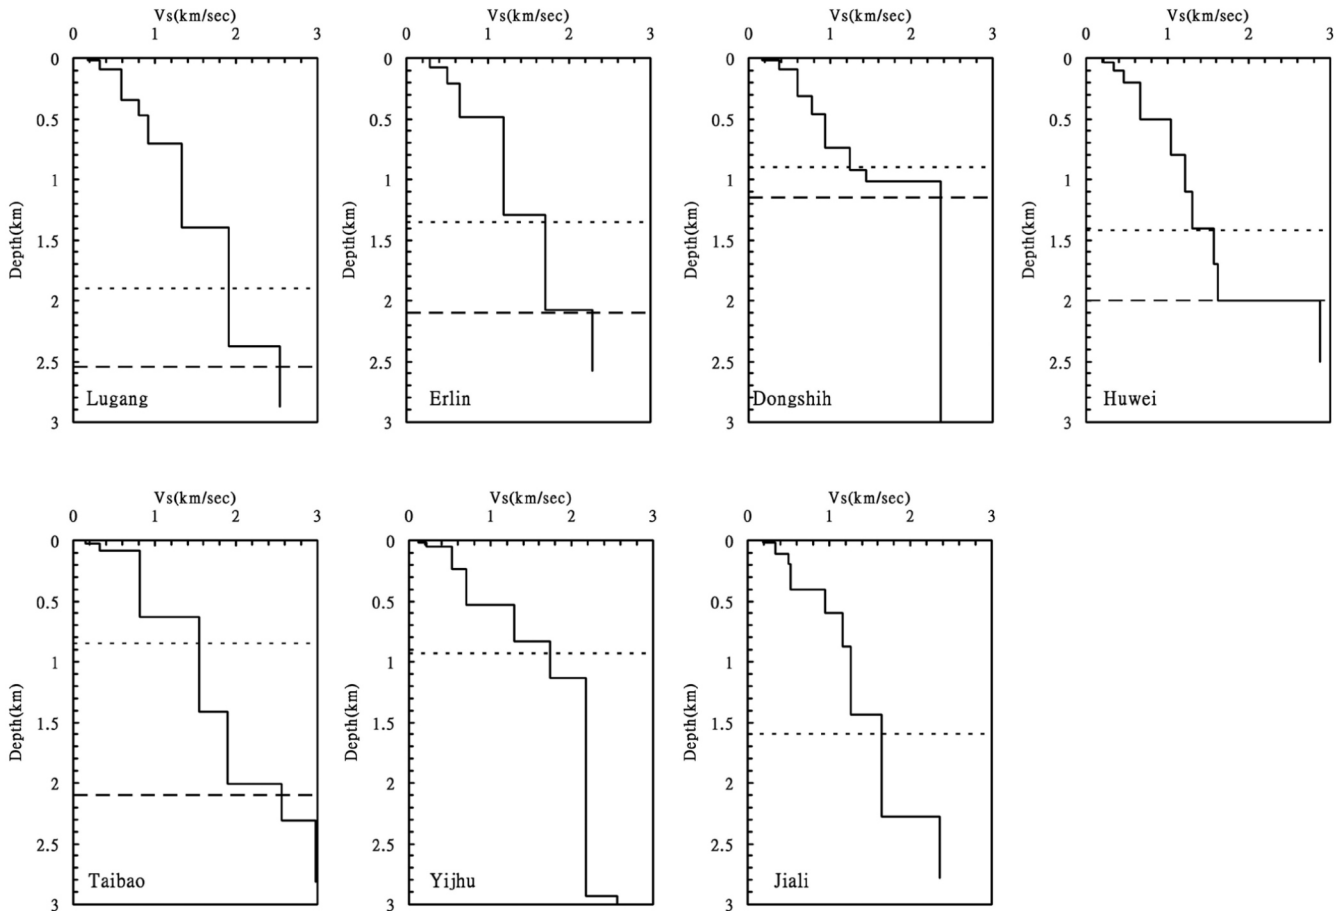 Vs(km/sec) Vs(km/sec) Vs(km/sec) Vs(km/sec)
0 1 2 3 0 1 2 3 0 1 2 3 0 1 2 3
0 0 0 0
0.5 0.5 0.5 0.5
1 1 1 1
Depth(km) Depth(km) Depth(km) Depth(km)
1.5 1.5 1.5 1.5
2 2 2 2
2.5 2.5 2.5 2.5
Lugang Erlin Dongshih Huwei
3 3 3 3
Vs(km/sec) Vs(km/sec) Vs(km/sec)
0 1 2 3 0 1 2 3 0 1 2 3
0 0 0
0.5 0.5 0.5
1 1 1
Depth(km) Depth(km) Depth(km)
1.5 1.5 1.5
2 2 2
2.5 2.5 2.5
Taibao Yijhu Jiali
3 3 3